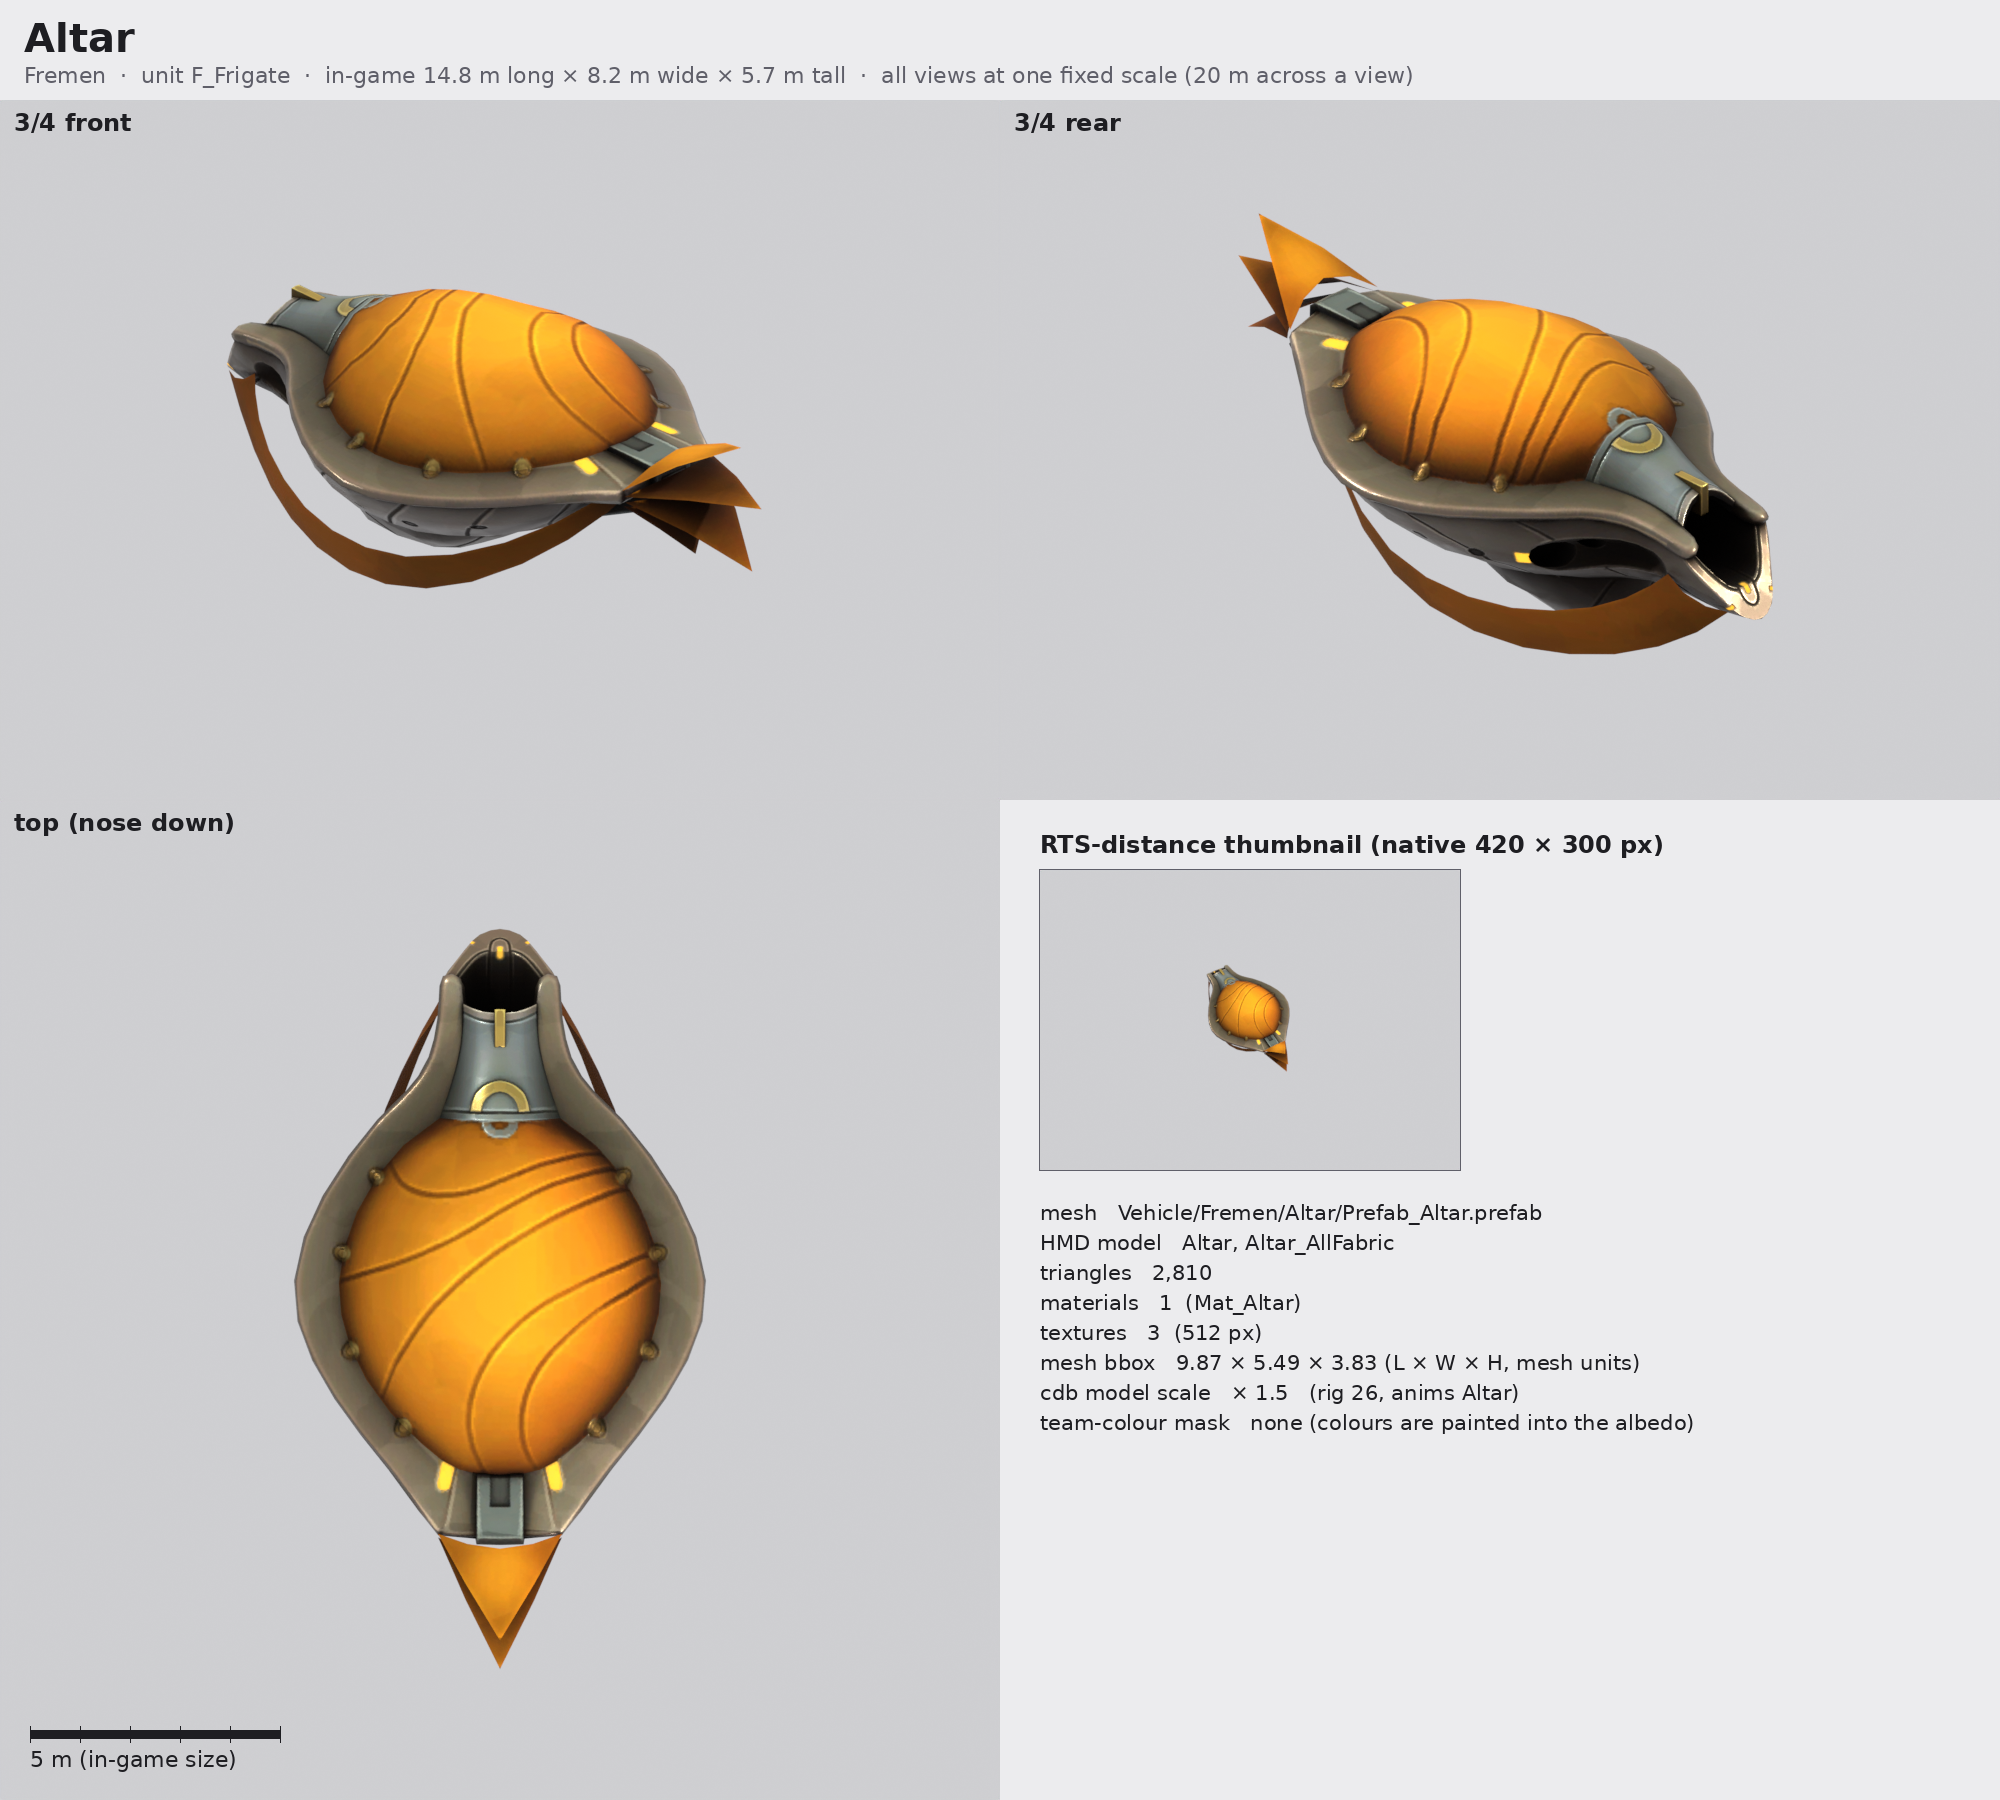 Altar
Fremen · unit F_Frigate · in-game 14.8 m long × 8.2 m wide × 5.7 m tall · all views at one fixed scale (20 m across a view)
3/4 front
3/4 rear
top (nose down)
RTS-distance thumbnail (native 420 × 300 px)
mesh Vehicle/Fremen/Altar/Prefab_Altar.prefab
HMD model Altar, Altar_AllFabric
triangles 2,810
materials 1 (Mat_Altar)
textures 3 (512 px)
mesh bbox 9.87 × 5.49 × 3.83 (L × W × H, mesh units)
cdb model scale × 1.5 (rig 26, anims Altar)
team-colour mask none (colours are painted into the albedo)
5 m (in-game size)